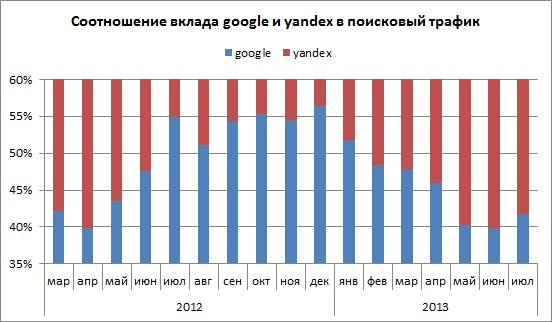 Соотношение вклада google и yandex в поисковый трафик
google yandex
60%
55%
50%
45%
40%
35%
мар апр май июн июл авг сен окт ноя дек янв фев мар апр май июн июл
2012 2013